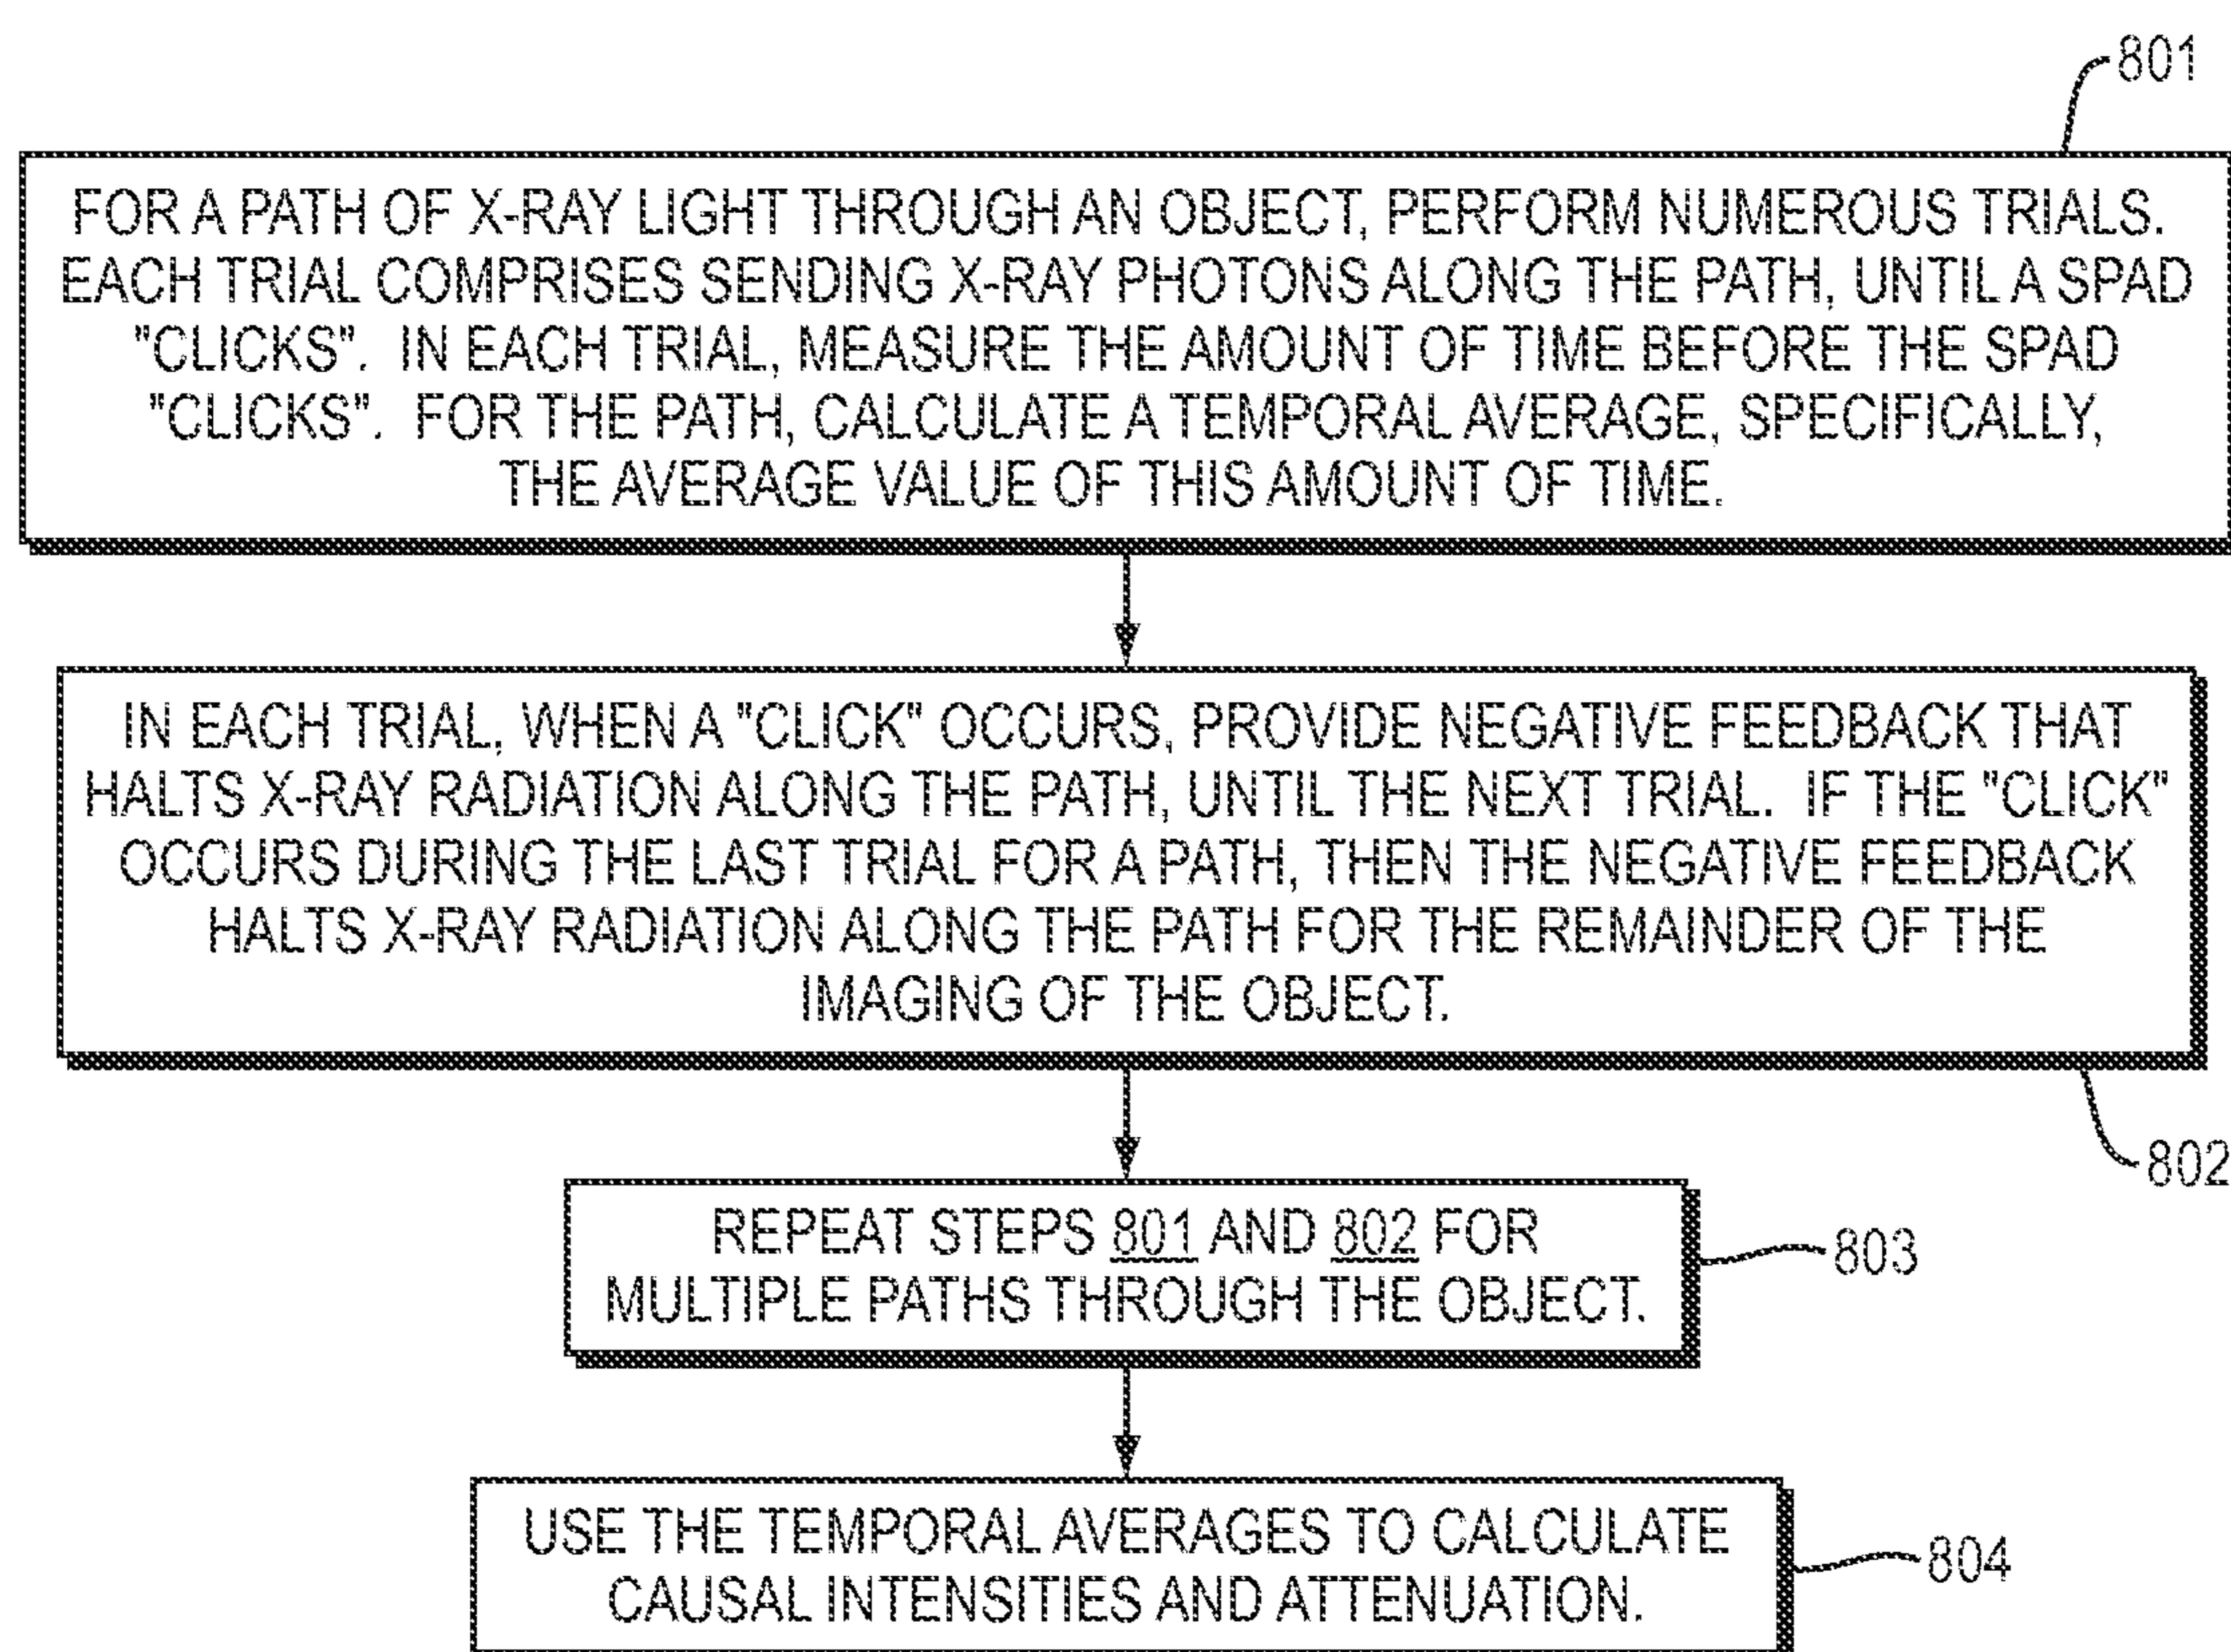 801
FOR A PATH OF X-RAY LIGHT THROUGH AN OBJECT, PERFORM NUMEROUS TRIALS.
EACH TRIAL COMPRISES SENDING X-RAY PHOTONS ALONG THE PATH, UNTIL A SPAD
"CLICKS". IN EACH TRIAL, MEASURE THE AMOUNT OF TIME BEFORE THE SPAD
"CLICKS". FOR THE PATH, CALCULATE A TEMPORAL AVERAGE, SPECIFICALLY,
THE AVERAGE VALUE OF THIS AMOUNT OF TIME.
IN EACH TRIAL, WHEN A "CLICK" OCCURS, PROVIDE NEGATIVE FEEDBACK THAT
HALTS X-RAY RADIATION ALONG THE PATH, UNTIL THE NEXT TRIAL. IF THE "CLICK"
OCCURS DURING THE LAST TRIAL FOR A PATH, THEN THE NEGATIVE FEEDBACK
HALTS X-RAY RADIATION ALONG THE PATH FOR THE REMAINDER OF THE
IMAGING OF THE OBJECT.
802
REPEAT STEPS 801 AND 802 FOR
MULTIPLE PATHS THROUGH THE OBJECT.
803
USE THE TEMPORAL AVERAGES TO CALCULATE
CAUSAL INTENSITIES AND ATTENUATION.
804